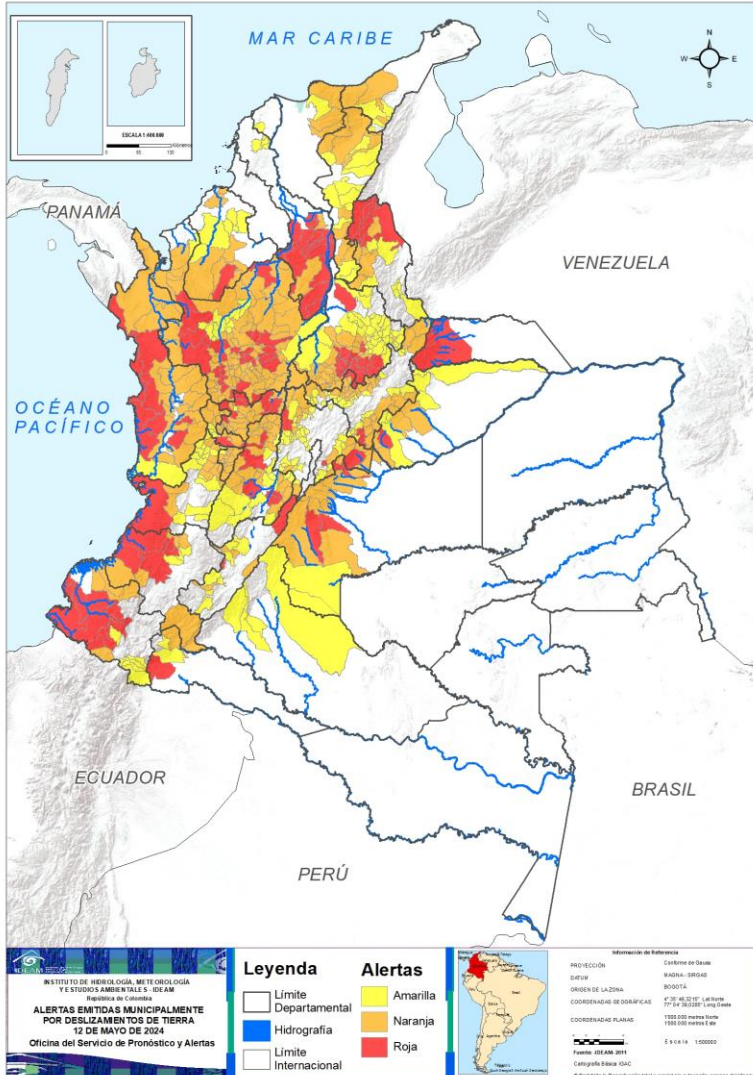 MAR CARIBE
N
W E
S
ESCALA 1:400.000
PANAMÁ
VENEZUELA
OCÉANO
PACÍFICO
ECUADOR
BRASIL
PERÚ
IDEAM
INSTITUTO DE HIDROLOGÍA, METEOROLOGÍA
Y ESTUDIOS AMBIENTALES - IDEAM
República de Colombia
ALERTAS EMITIDAS MUNICIPALMENTE
POR DESLIZAMIENTOS DE TIERRA
12 DE MAYO DE 2024
Oficina del Servicio de Pronóstico y Alertas
Leyenda
Límite
Departamental
Hidrografía
Límite
Internacional
Alertas
Amarilla
Naranja
Roja
Información de Referencia
PROYECCIÓN Conforme de Gauss
DATUM MAGNA - SIRGAS
ORIGEN DE LA ZONA BOGOTÁ
COORDENADAS GEOGRÁFICAS
COORDENADAS PLANAS
metros Norte
metros Este
Escala
Fuente: IDEAM-2011
Cartografía Básica: IGAC